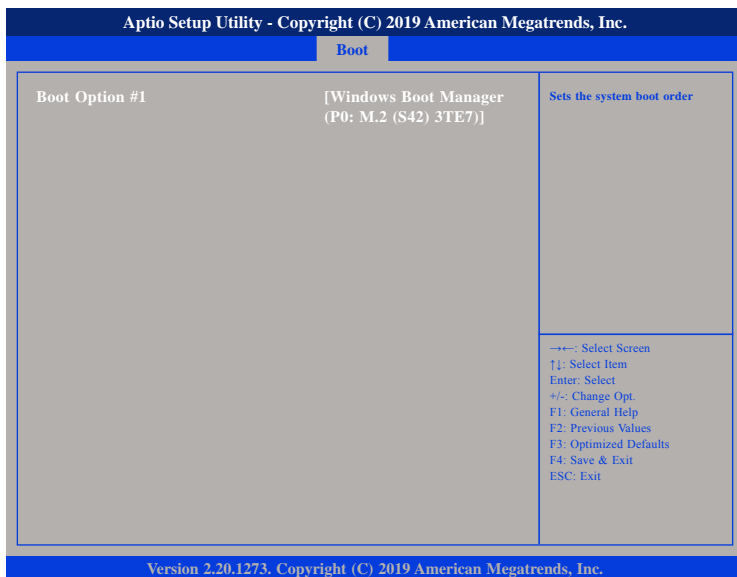 Aptio Setup Utility - Copyright (C) 2019 American Megatrends, Inc.
Boot
Boot Option #1 [Windows Boot Manager
(P0: M.2 (S42) 3TE7)]
Sets the system boot order
→←: Select Screen
↑↓: Select Item
Enter: Select
+/-: Change Opt.
F1: General Help
F2: Previous Values
F3: Optimized Defaults
F4: Save & Exit
ESC: Exit
Version 2.20.1273. Copyright (C) 2019 American Megatrends, Inc.